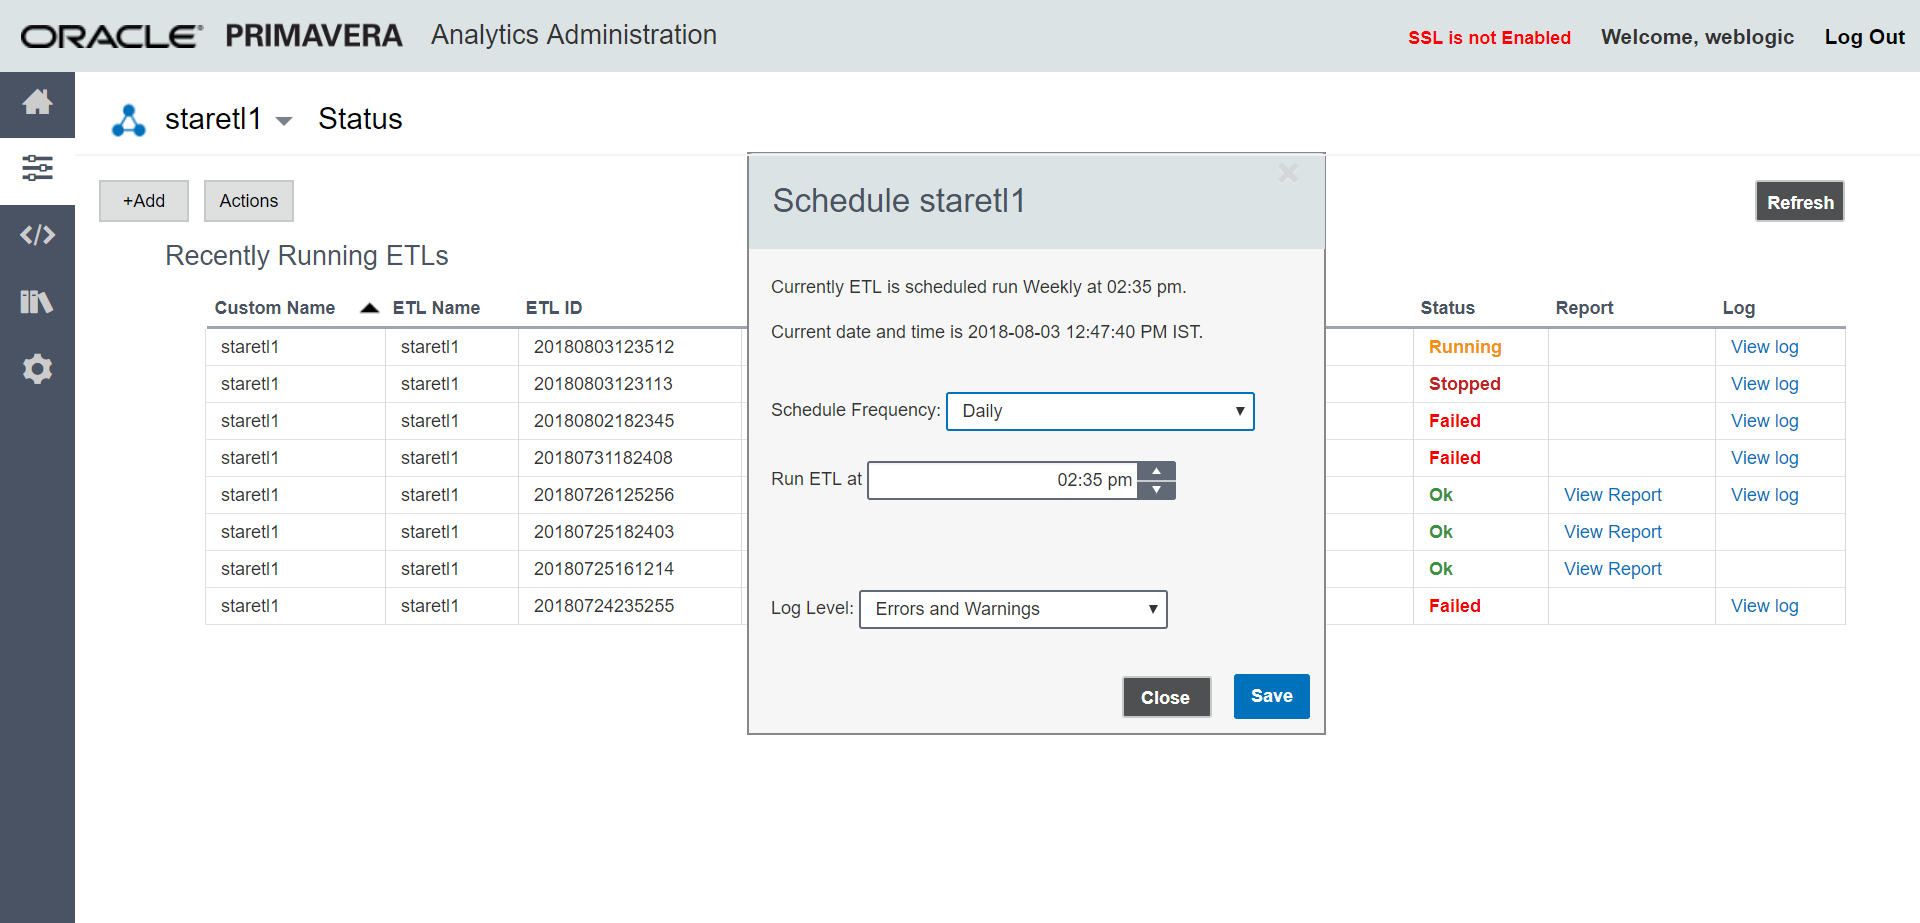 ORACLE PRIMAVERA Analytics Administration
SSL is not Enabled Welcome, weblogic Log Out
staretl1 Status
+Add Actions
Refresh
Recently Running ETLs
Custom Name ETL Name ETL ID Status Report Log
staretl1 staretl1 20180803123512 Running View log
staretl1 staretl1 20180803123113 Stopped View log
staretl1 staretl1 20180802182345 Failed View log
staretl1 staretl1 20180731182408 Failed View log
staretl1 staretl1 20180726125256 Ok View Report View log
staretl1 staretl1 20180725182403 Ok View Report
staretl1 staretl1 20180725161214 Ok View Report
staretl1 staretl1 20180724235255 Failed View log
Schedule staretl1
Currently ETL is scheduled run Weekly at 02:35 pm.
Current date and time is 2018-08-03 12:47:40 PM IST.
Schedule Frequency: Daily
Run ETL at 02:35 pm
Log Level: Errors and Warnings
Close Save